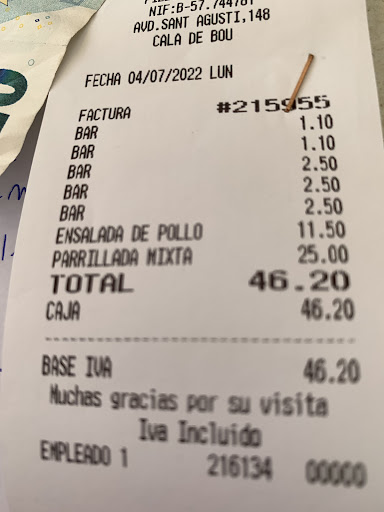 NIF:B-57.744781
AVD.SANT AGUSTI,148
CALA DE BOU
FECHA 04/07/2022 LUN
FACTURA #215955
BAR 1.10
BAR 1.10
BAR 2.50
BAR 2.50
BAR 2.50
ENSALADA DE POLLO 11.50
PARRILLADA MIXTA 25.00
TOTAL 46.20
CAJA 46.20
BASE IVA 46.20
Muchas gracias por su visita
Iva Incluido
EMPLEADO 1 216134 00000